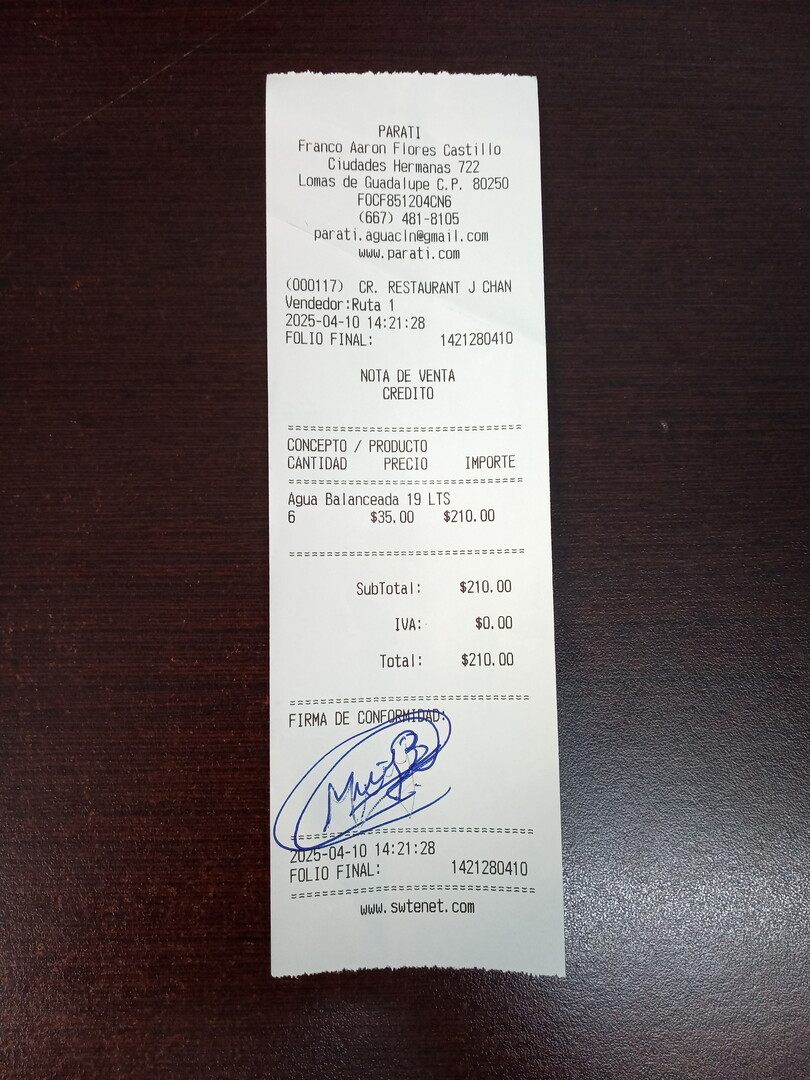 PARATI
Franco Aaron Flores Castillo
Ciudades Hermanas 722
Lomas de Guadalupe C.P. 80250
FOCF851204CN6
(667) 481-8105
parati.aguacln@gmail.com
www.parati.com
(000117) CR. RESTAURANT J CHAN
Vendedor:Ruta 1
2025-04-10 14:21:28
FOLIO FINAL: 1421280410
NOTA DE VENTA
CREDITO
===============================
CONCEPTO / PRODUCTO
CANTIDAD PRECIO IMPORTE
===============================
Agua Balanceada 19 LTS
6 $35.00 $210.00
===============================
SubTotal: $210.00
IVA: $0.00
Total: $210.00
===============================
FIRMA DE CONFORMIDAD:
===============================
2025-04-10 14:21:28
FOLIO FINAL: 1421280410
===============================
www.swtenet.com